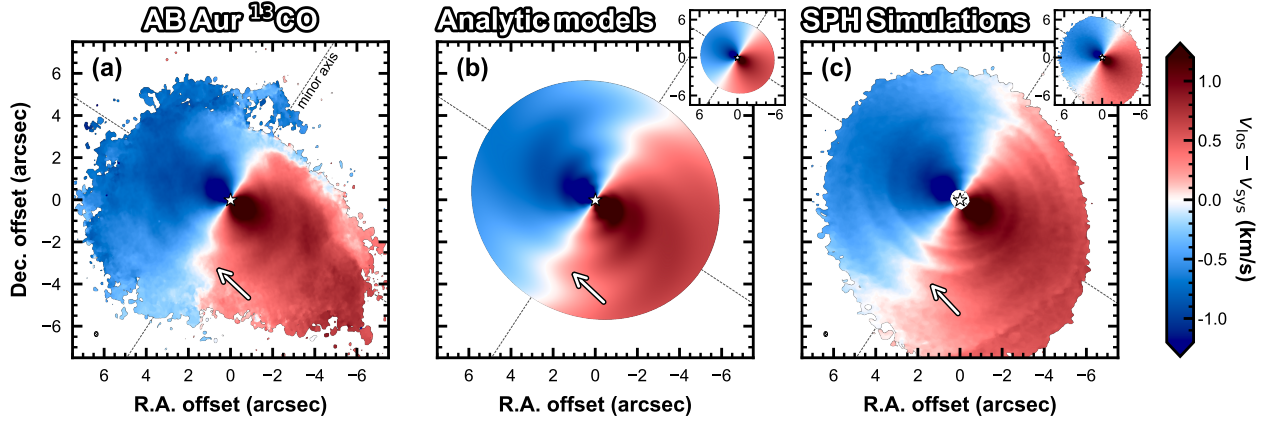 AB Aur ¹³CO
Analytic models
SPH Simulations
(a)
minor axis
(b)
(c)
6
4
2
0
−2
−4
−6
6 4 2 0 −2 −4 −6
6 4 2 0 −2 −4 −6
6 4 2 0 −2 −4 −6
6
0
−6
6 0 −6
6
0
−6
6 0 −6
Dec. offset (arcsec)
R.A. offset (arcsec)
R.A. offset (arcsec)
R.A. offset (arcsec)
1.0
0.5
0.0
-0.5
-1.0
Vlos − Vsys (km/s)